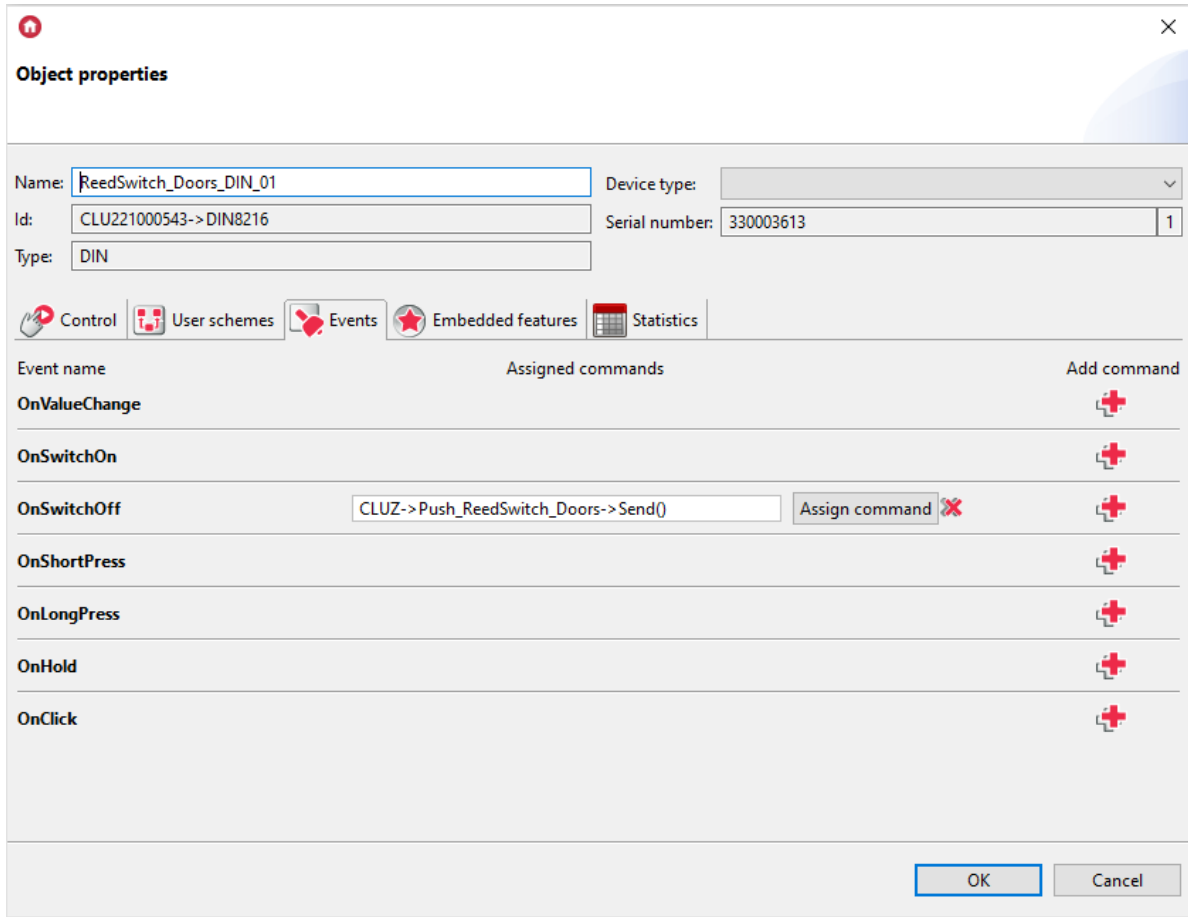 Object properties
Name: ReedSwitch_Doors_DIN_01 Device type:
Id: CLU221000543->DIN8216 Serial number: 330003613 1
Type: DIN
Control User schemes Events Embedded features Statistics
Event name Assigned commands Add command
OnValueChange
OnSwitchOn
OnSwitchOff CLUZ->Push_ReedSwitch_Doors->Send() Assign command
OnShortPress
OnLongPress
OnHold
OnClick
OK Cancel